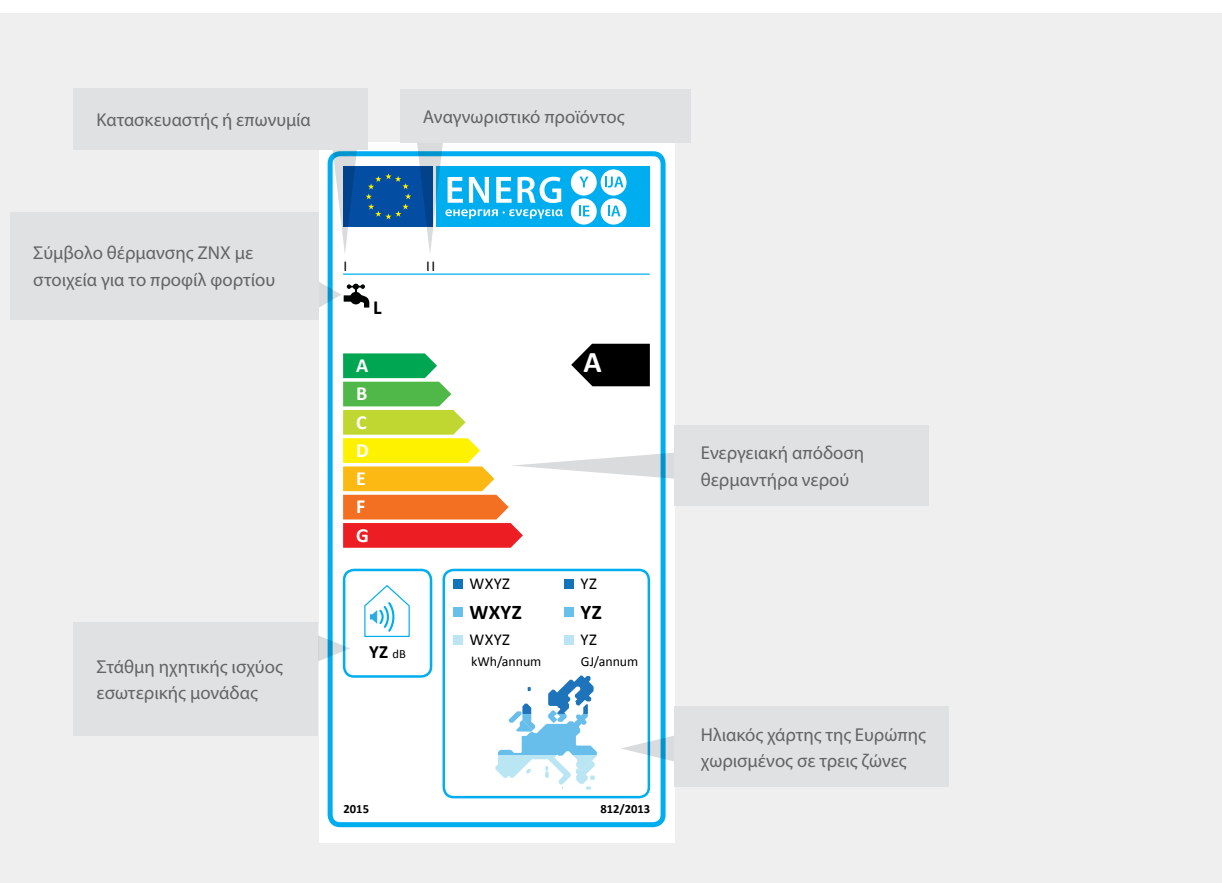 Κατασκευαστής ή επωνυμία
Αναγνωριστικό προϊόντος
ENERG
енергия · ενεργεια
Y
IJA
IE
IA
Σύμβολο θέρμανσης ΖΝΧ με
στοιχεία για το προφίλ φορτίου
I
II
L
A
A
B
C
D
E
F
G
Ενεργειακή απόδοση
θερμαντήρα νερού
WXYZ
YZ
WXYZ
YZ
WXYZ
YZ
kWh/annum
GJ/annum
YZ dB
Στάθμη ηχητικής ισχύος
εσωτερικής μονάδας
Ηλιακός χάρτης της Ευρώπης
χωρισμένος σε τρεις ζώνες
2015
812/2013